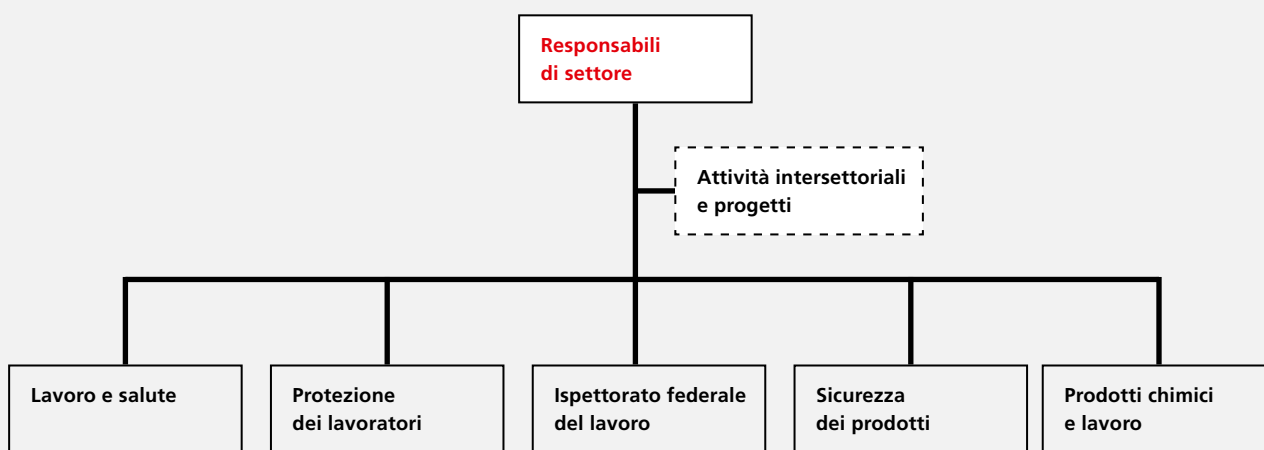 Responsabili
di settore
Attività intersettoriali
e progetti
Lavoro e salute
Protezione
dei lavoratori
Ispettorato federale
del lavoro
Sicurezza
dei prodotti
Prodotti chimici
e lavoro